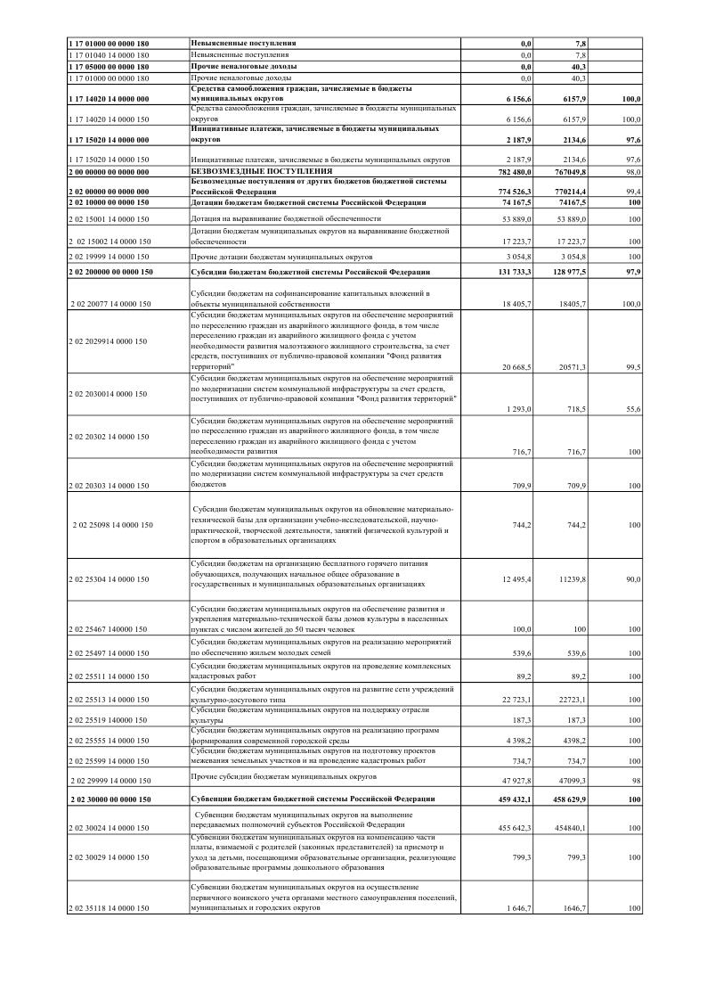 1 17 01000 00 0000 180 Невыясненные поступления 0,0 7,8
1 17 01040 14 0000 180 Невыясненные поступления 0,0 7,8
1 17 05000 00 0000 180 Прочие неналоговые доходы 0,0 40,3
1 17 01000 00 0000 180 Прочие неналоговые доходы 0,0 40,3
Средства самообложения граждан, зачисляемые в бюджеты
1 17 14020 14 0000 000 муниципальных округов 6 156,6 6157,9 100,0
Средства самообложения граждан, зачисляемые в бюджеты муниципальных
1 17 14020 14 0000 150 округов 6 156,6 6157,9 100,0
Инициативные платежи, зачисляемые в бюджеты муниципальных
1 17 15020 14 0000 000 округов 2 187,9 2134,6 97,6
1 17 15020 14 0000 150 Инициативные платежи, зачисляемые в бюджеты муниципальных округов 2 187,9 2134,6 97,6
2 00 00000 00 0000 000 БЕЗВОЗМЕЗДНЫЕ ПОСТУПЛЕНИЯ 782 480,0 767049,8 98,0
Безвозмездные поступления от других бюджетов бюджетной системы
2 02 00000 00 0000 000 Российской Федерации 774 526,3 770214,4 99,4
2 02 10000 00 0000 150 Дотации бюджетам бюджетной системы Российской Федерации 74 167,5 74167,5 100
2 02 15001 14 0000 150 Дотация на выравнивание бюджетной обеспеченности 53 889,0 53 889,0 100
Дотации бюджетам муниципальных округов на выравнивание бюджетной
2 02 15002 14 0000 150 обеспеченности 17 223,7 17 223,7 100
2 02 19999 14 0000 150 Прочие дотации бюджетам муниципальных округов 3 054,8 3 054,8 100
2 02 200000 00 0000 150 Субсидии бюджетам бюджетной системы Российской Федерации 131 733,3 128 977,5 97,9
Субсидии бюджетам на софинансирование капитальных вложений в
2 02 20077 14 0000 150 объекты муниципальной собственности 18 405,7 18405,7 100,0
Субсидии бюджетам муниципальных округов на обеспечение мероприятий
по переселению граждан из аварийного жилищного фонда, в том числе
переселению граждан из аварийного жилищного фонда с учетом
2 02 2029914 0000 150 необходимости развития малоэтажного жилищного строительства, за счет
средств, поступивших от публично-правовой компании "Фонд развития
территорий" 20 668,5 20571,3 99,5
Субсидии бюджетам муниципальных округов на обеспечение мероприятий
2 02 2030014 0000 150 по модернизации систем коммунальной инфраструктуры за счет средств,
поступивших от публично-правовой компании "Фонд развития территорий"
1 293,0 718,5 55,6
Субсидии бюджетам муниципальных округов на обеспечение мероприятий
по переселению граждан из аварийного жилищного фонда, в том числе
2 02 20302 14 0000 150 переселению граждан из аварийного жилищного фонда с учетом
необходимости развития 716,7 716,7 100
Субсидии бюджетам муниципальных округов на обеспечение мероприятий
по модернизации систем коммунальной инфраструктуры за счет средств
2 02 20303 14 0000 150 бюджетов 709,9 709,9 100
Субсидии бюджетам муниципальных округов на обновление материально-
технической базы для организации учебно-исследовательской, научно-
2 02 25098 14 0000 150 практической, творческой деятельности, занятий физической культурой и 744,2 744,2 100
спортом в образовательных организациях
Субсидии бюджетам на организацию бесплатного горячего питания
обучающихся, получающих начальное общее образование в
2 02 25304 14 0000 150 государственных и муниципальных образовательных организациях 12 495,4 11239,8 90,0
Субсидии бюджетам муниципальных округов на обеспечение развития и
укрепления материально-технической базы домов культуры в населенных
2 02 25467 140000 150 пунктах с числом жителей до 50 тысяч человек 100,0 100 100
Субсидии бюджетам муниципальных округов на реализацию мероприятий
2 02 25497 14 0000 150 по обеспечению жильем молодых семей 539,6 539,6 100
Субсидии бюджетам муниципальных округов на проведение комплексных
2 02 25511 14 0000 150 кадастровых работ 89,2 89,2 100
Субсидии бюджетам муниципальных округов на развитие сети учреждений
2 02 25513 14 0000 150 культурно-досугового типа 22 723,1 22723,1 100
Субсидии бюджетам муниципальных округов на поддержку отрасли
2 02 25519 140000 150 культуры 187,3 187,3 100
Субсидии бюджетам муниципальных округов на реализацию программ
2 02 25555 14 0000 150 формирования современной городской среды 4 398,2 4398,2 100
Субсидии бюджетам муниципальных округов на подготовку проектов
2 02 25599 14 0000 150 межевания земельных участков и на проведение кадастровых работ 734,7 734,7 100
Прочие субсидии бюджетам муниципальных округов
2 02 29999 14 0000 150 47 927,8 47099,3 98
2 02 30000 00 0000 150 Субвенции бюджетам бюджетной системы Российской Федерации 459 432,1 458 629,9 100
Субвенции бюджетам муниципальных округов на выполнение
2 02 30024 14 0000 150 передаваемых полномочий субъектов Российской Федерации 455 642,3 454840,1 100
Субвенции бюджетам муниципальных округов на компенсацию части
платы, взимаемой с родителей (законных представителей) за присмотр и
2 02 30029 14 0000 150 уход за детьми, посещающими образовательные организации, реализующие 799,3 799,3 100
образовательные программы дошкольного образования
Субвенции бюджетам муниципальных округов на осуществление
первичного воинского учета органами местного самоуправления поселений,
2 02 35118 14 0000 150 муниципальных и городских округов 1 646,7 1646,7 100